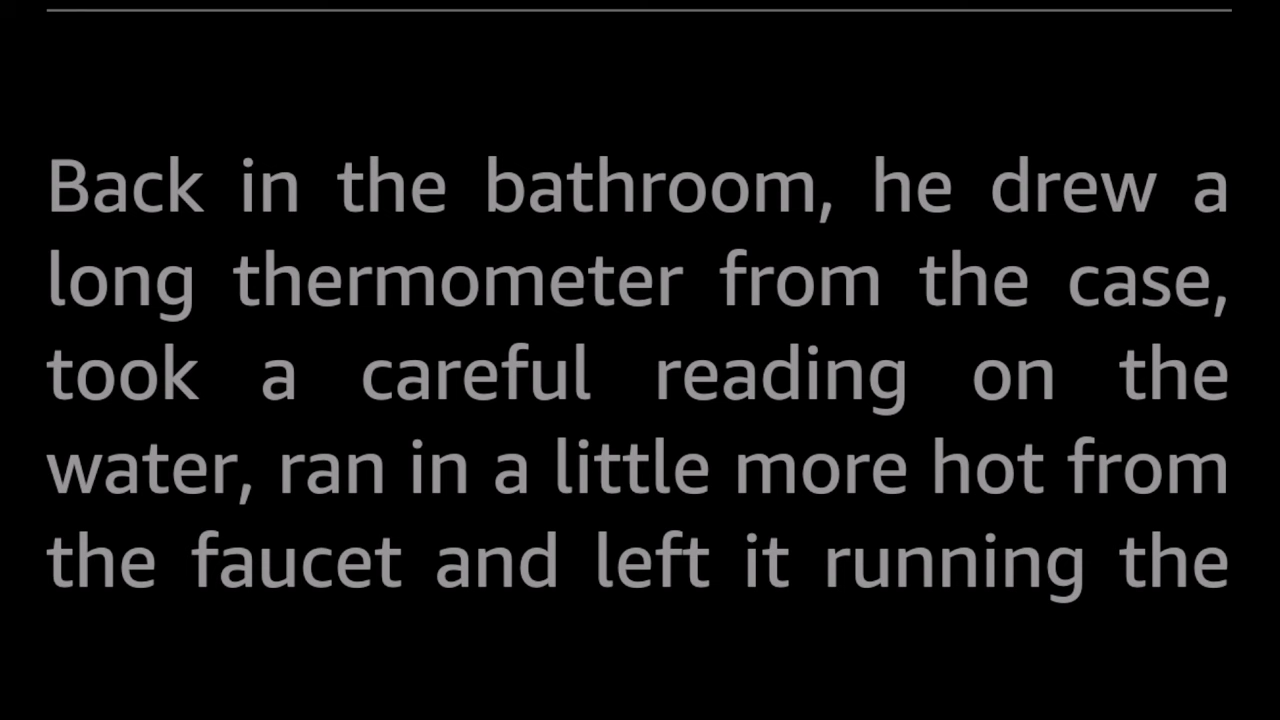 Back in the bathroom, he drew a
long thermometer from the case,
took a careful reading on the
water, ran in a little more hot from
the faucet and left it running the